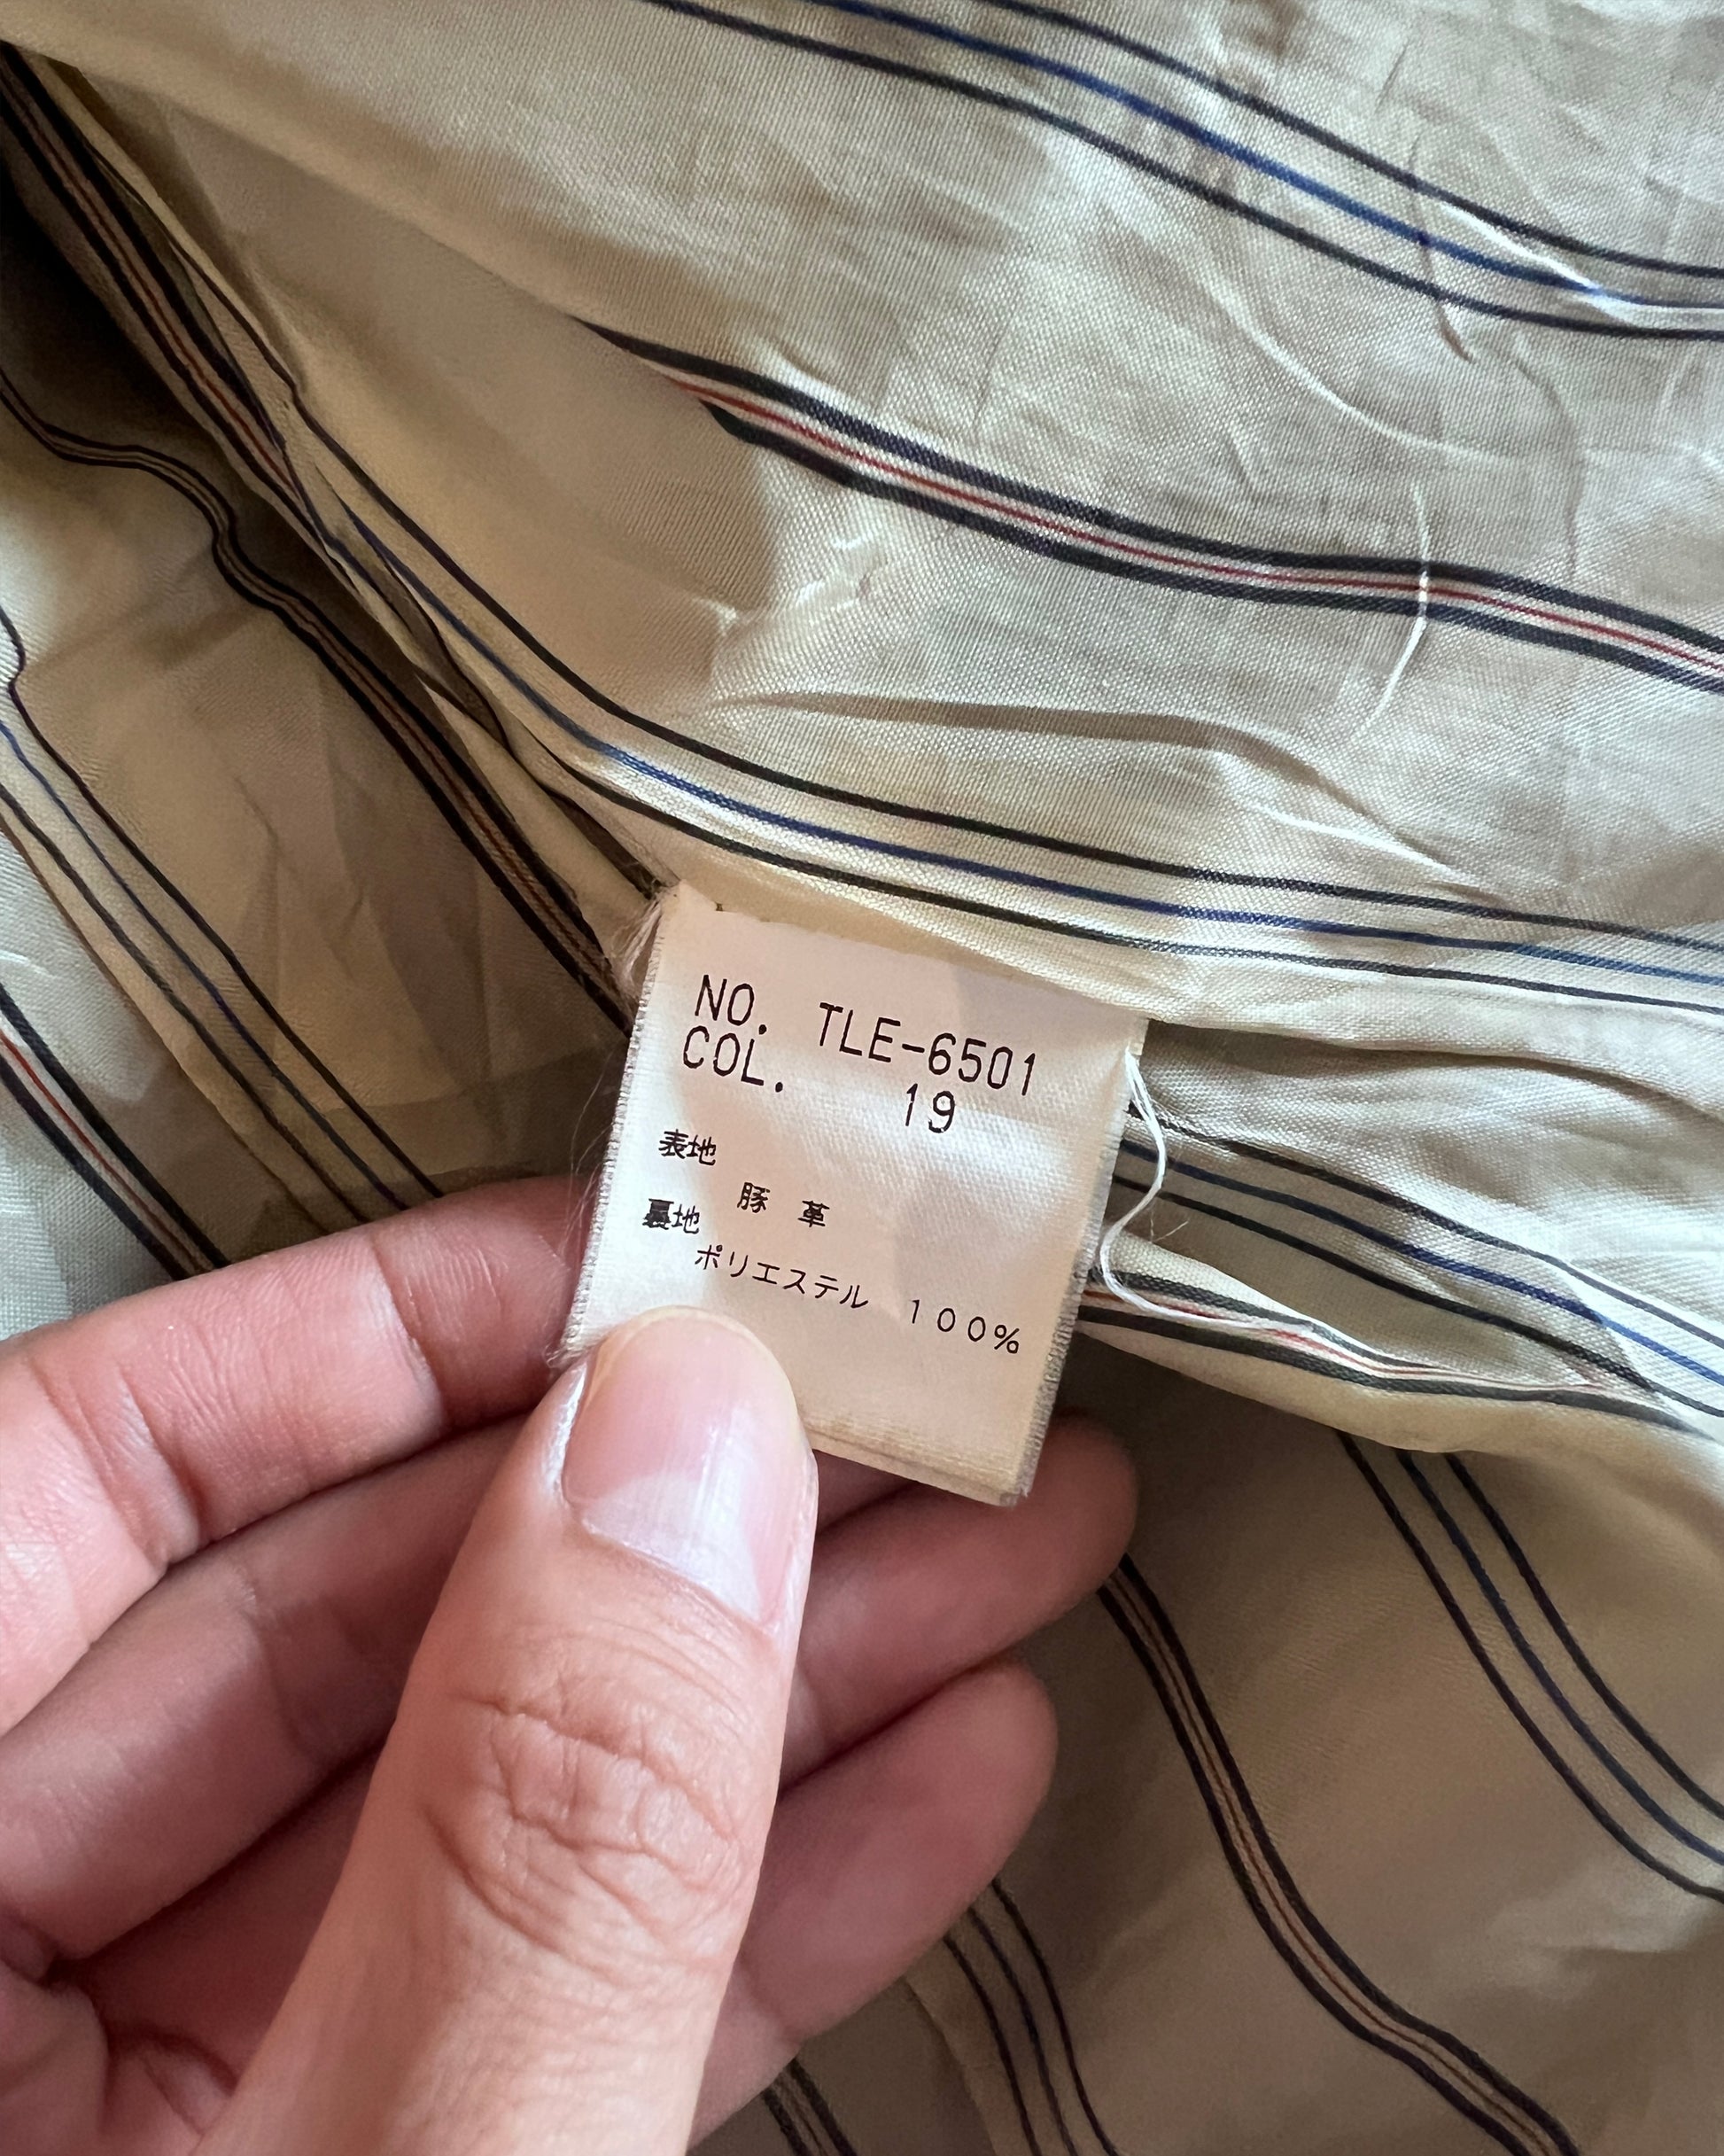 NO. TLE-6501
COL. 19
表地
豚 革
裏地
ポリエステル 100%